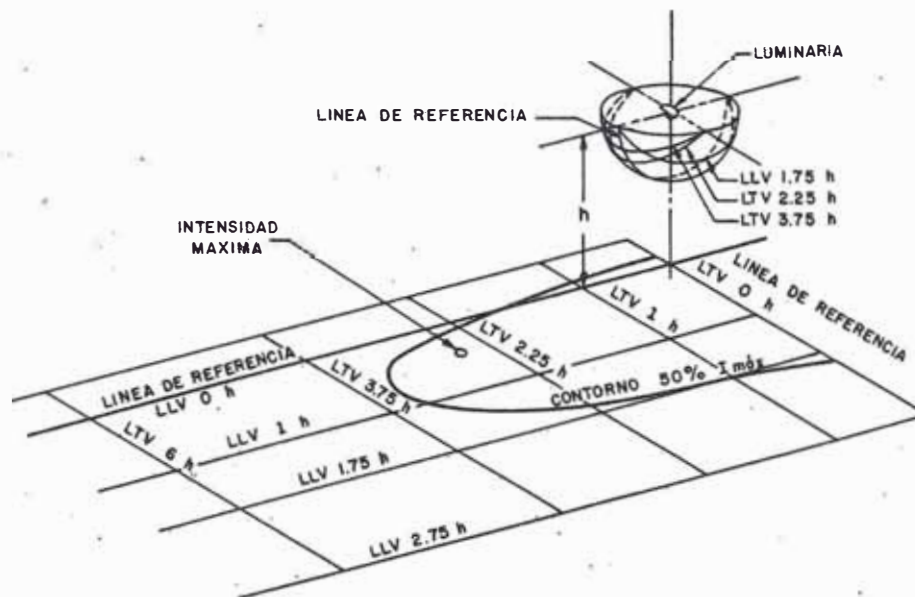 LUMINARIA
LINEA DE REFERENCIA
LLV 1.75 h
LTV 2.25 h
LTV 3.75 h
h
INTENSIDAD
MAXIMA
LINEA DE REFERENCIA
LTV 0 h
LTV 1 h
LTV 2.25 h
LINEA DE REFERENCIA
LLV 0 h
LTV 3.75 h
CONTORNO 50% I máx
LTV 6 h.
LLV 1 h
LLV 1.75 h
LLV 2.75 h